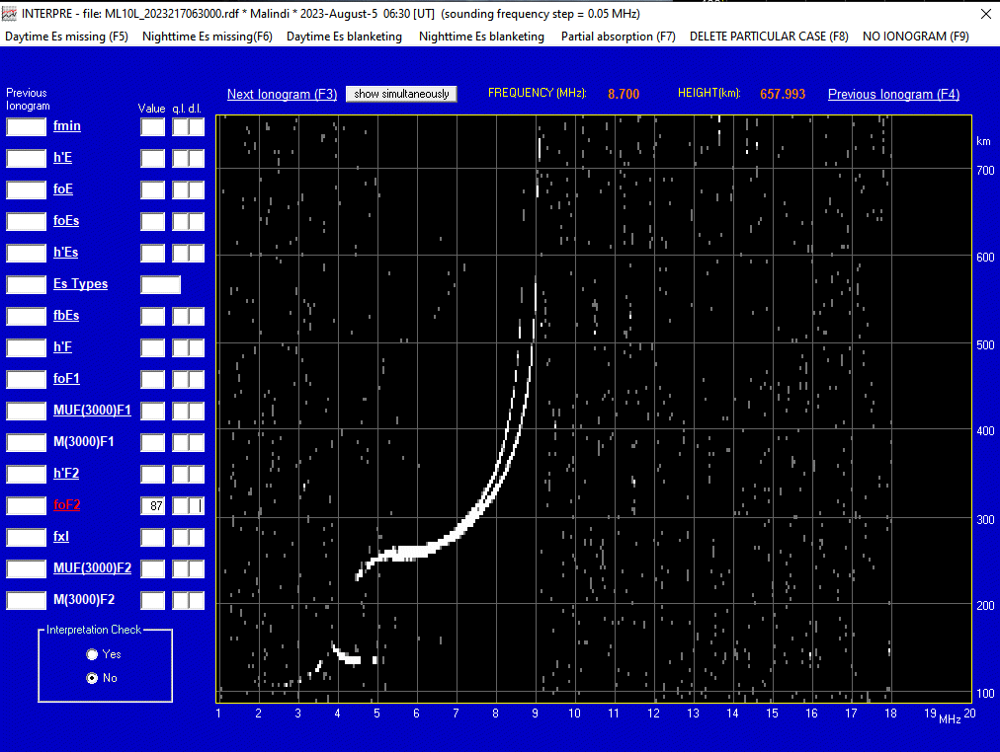 INTERPRE - file: ML10L_2023217063000.rdf * Malindi * 2023-August-5 06:30 [UT] (sounding frequency step = 0.05 MHz)
Daytime Es missing (F5) Nighttime Es missing(F6) Daytime Es blanketing Nighttime Es blanketing Partial absorption (F7) DELETE PARTICULAR CASE (F8) NO IONOGRAM (F9)
Previous
Ionogram
Value q.l. d.l.
Next Ionogram (F3) show simultaneously FREQUENCY (MHz): 8.700 HEIGHT(km): 657.993 Previous Ionogram (F4)
fmin
h'E
foE
foEs
h'Es
Es Types
fbEs
h'F
foF1
MUF(3000)F1
M(3000)F1
h'F2
foF2 87
fxI
MUF(3000)F2
M(3000)F2
Interpretation Check
Yes
No
km
700
600
500
400
300
200
100
1 2 3 4 5 6 7 8 9 10 11 12 13 14 15 16 17 18 19 20
MHz